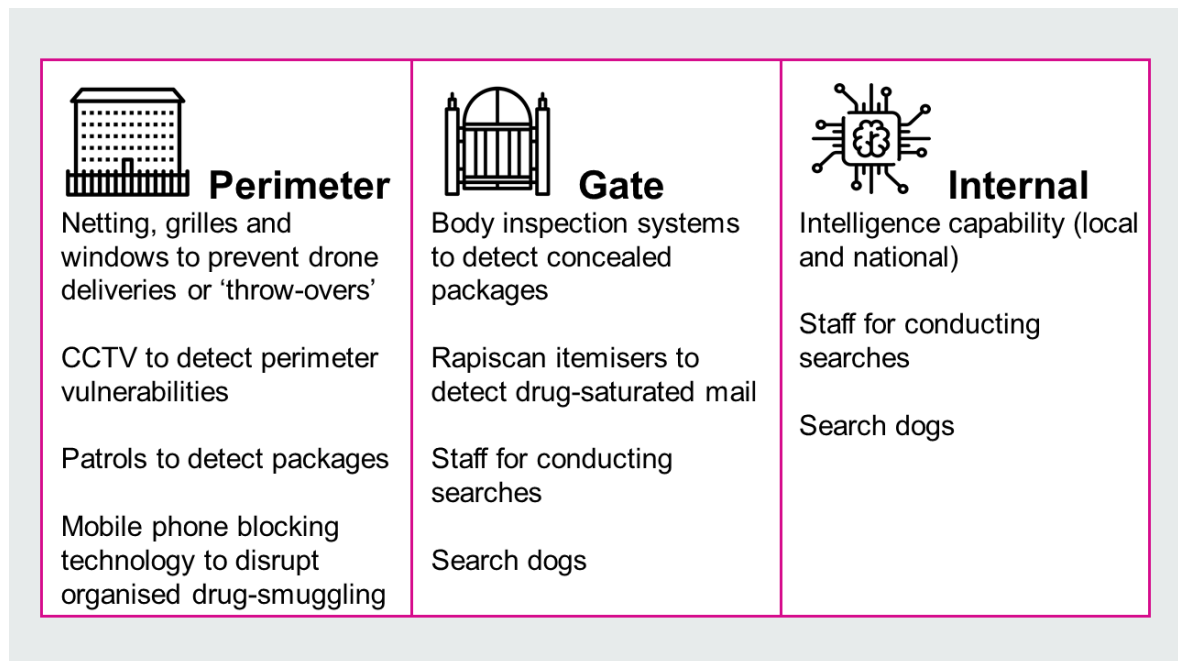 Perimeter
Netting, grilles and
windows to prevent drone
deliveries or ‘throw-overs’
CCTV to detect perimeter
vulnerabilities
Patrols to detect packages
Mobile phone blocking
technology to disrupt
organised drug-smuggling
Gate
Body inspection systems
to detect concealed
packages
Rapiscan itemisers to
detect drug-saturated mail
Staff for conducting
searches
Search dogs
Internal
Intelligence capability (local
and national)
Staff for conducting
searches
Search dogs